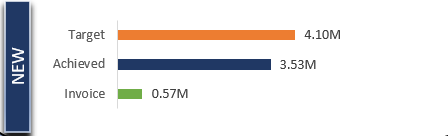 NEW
Target 4.10M
Achieved 3.53M
Invoice 0.57M